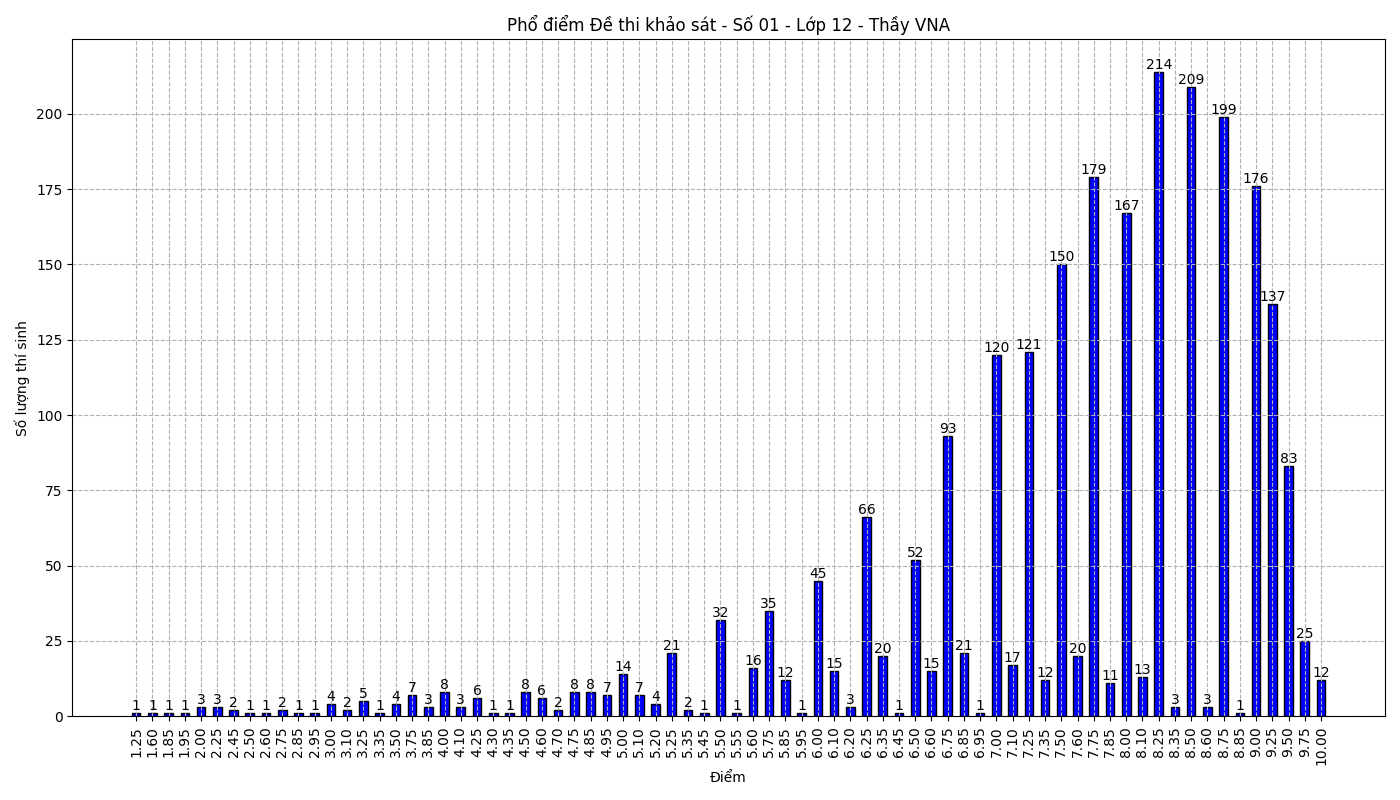 Phổ điểm Đề thi khảo sát - Số 01 - Lớp 12 - Thầy VNA
Số lượng thí sinh
200
175
150
125
100
75
50
25
0
1 1 1 1 3 3 2 1 1 2 1 1 4 2 5 1 4 7 3 8 3 6 1 1 8 6 2 8 8 7 14 7 4 21 2 1 32 1 16 35 12 1 45 15 3 66 20 1 52 15 93 21 1 120 17 121 12 150 20 179 11 167 13 214 3 209 3 199 1 176 137 83 25 12
1.25 1.60 1.85 1.95 2.00 2.25 2.45 2.50 2.60 2.75 2.85 2.95 3.00 3.10 3.25 3.35 3.50 3.75 3.85 4.00 4.10 4.25 4.30 4.35 4.50 4.60 4.70 4.75 4.85 4.95 5.00 5.10 5.20 5.25 5.35 5.45 5.50 5.55 5.60 5.75 5.85 5.95 6.00 6.10 6.20 6.25 6.35 6.45 6.50 6.60 6.75 6.85 6.95 7.00 7.10 7.25 7.35 7.50 7.60 7.75 7.85 8.00 8.10 8.25 8.35 8.50 8.60 8.75 8.85 9.00 9.25 9.50 9.75 10.00
Điểm